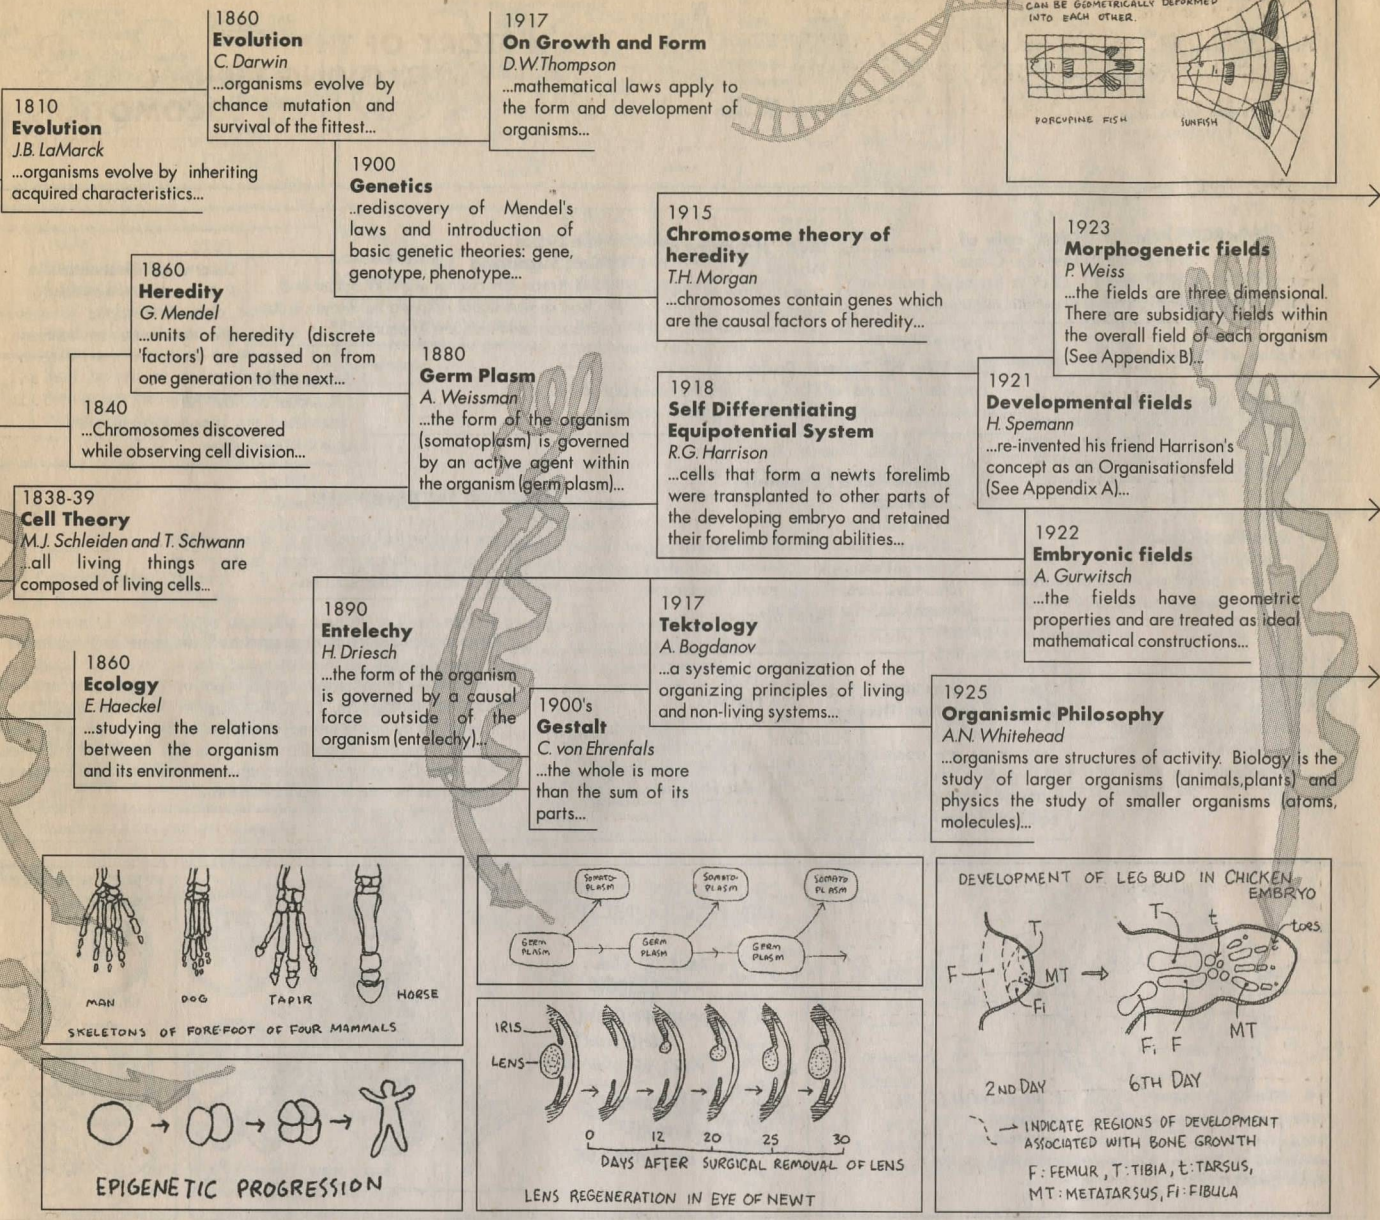 1860
Evolution
C. Darwin
...organisms evolve by
chance mutation and
survival of the fittest...
1917
On Growth and Form
D.W.Thompson
...mathematical laws apply to
the form and development of
organisms...
CAN BE GEOMETRICALLY DEFORMED
INTO EACH OTHER.
PORCUPINE FISH
SUNFISH
1810
Evolution
J.B. LaMarck
...organisms evolve by inheriting
acquired characteristics...
1900
Genetics
..rediscovery of Mendel's
laws and introduction of
basic genetic theories: gene,
genotype, phenotype...
1915
Chromosome theory of
heredity
T.H. Morgan
...chromosomes contain genes which
are the causal factors of heredity...
1923
Morphogenetic fields
P. Weiss
...the fields are three dimensional.
There are subsidiary fields within
the overall field of each organism
(See Appendix B)...
1860
Heredity
G. Mendel
...units of heredity (discrete
'factors') are passed on from
one generation to the next...
1880
Germ Plasm
A. Weissman
...the form of the organism
(somatoplasm) is governed
by an active agent within
the organism (germ plasm)...
1918
Self Differentiating
Equipotential System
R.G. Harrison
...cells that form a newts forelimb
were transplanted to other parts of
the developing embryo and retained
their forelimb forming abilities...
1921
Developmental fields
H. Spemann
...re-invented his friend Harrison's
concept as an Organisationsfeld
(See Appendix A)...
1840
...Chromosomes discovered
while observing cell division...
1838-39
Cell Theory
M.J. Schleiden and T. Schwann
...all living things are
composed of living cells...
1922
Embryonic fields
A. Gurwitsch
...the fields have geometric
properties and are treated as ideal
mathematical constructions...
1890
Entelechy
H. Driesch
...the form of the organism
is governed by a causal
force outside of the
organism (entelechy)...
1917
Tektology
A. Bogdanov
...a systemic organization of the
organizing principles of living
and non-living systems...
1860
Ecology
E. Haeckel
...studying the relations
between the organism
and its environment...
1900's
Gestalt
C. von Ehrenfals
...the whole is more
than the sum of its
parts...
1925
Organismic Philosophy
A.N. Whitehead
...organisms are structures of activity. Biology is the
study of larger organisms (animals,plants) and
physics the study of smaller organisms (atoms,
molecules)...
MAN
DOG
TAPIR
HORSE
SKELETONS OF FOREFOOT OF FOUR MAMMALS
SOMATO-
PLASM
SOMATO-
PLASM
SOMATO
PLASM
GERM
PLASM
GERM
PLASM
GERM
PLASM
DEVELOPMENT OF LEG BUD IN CHICKEN
EMBRYO
T
F
MT
Fi
T
t
toes.
MT
Fi F
2ND DAY
6TH DAY
INDICATE REGIONS OF DEVELOPMENT
ASSOCIATED WITH BONE GROWTH
F: FEMUR, T: TIBIA, t: TARSUS,
MT: METATARSUS, Fi: FIBULA
EPIGENETIC PROGRESSION
IRIS
LENS
0 12 20 25 30
DAYS AFTER SURGICAL REMOVAL OF LENS
LENS REGENERATION IN EYE OF NEWT